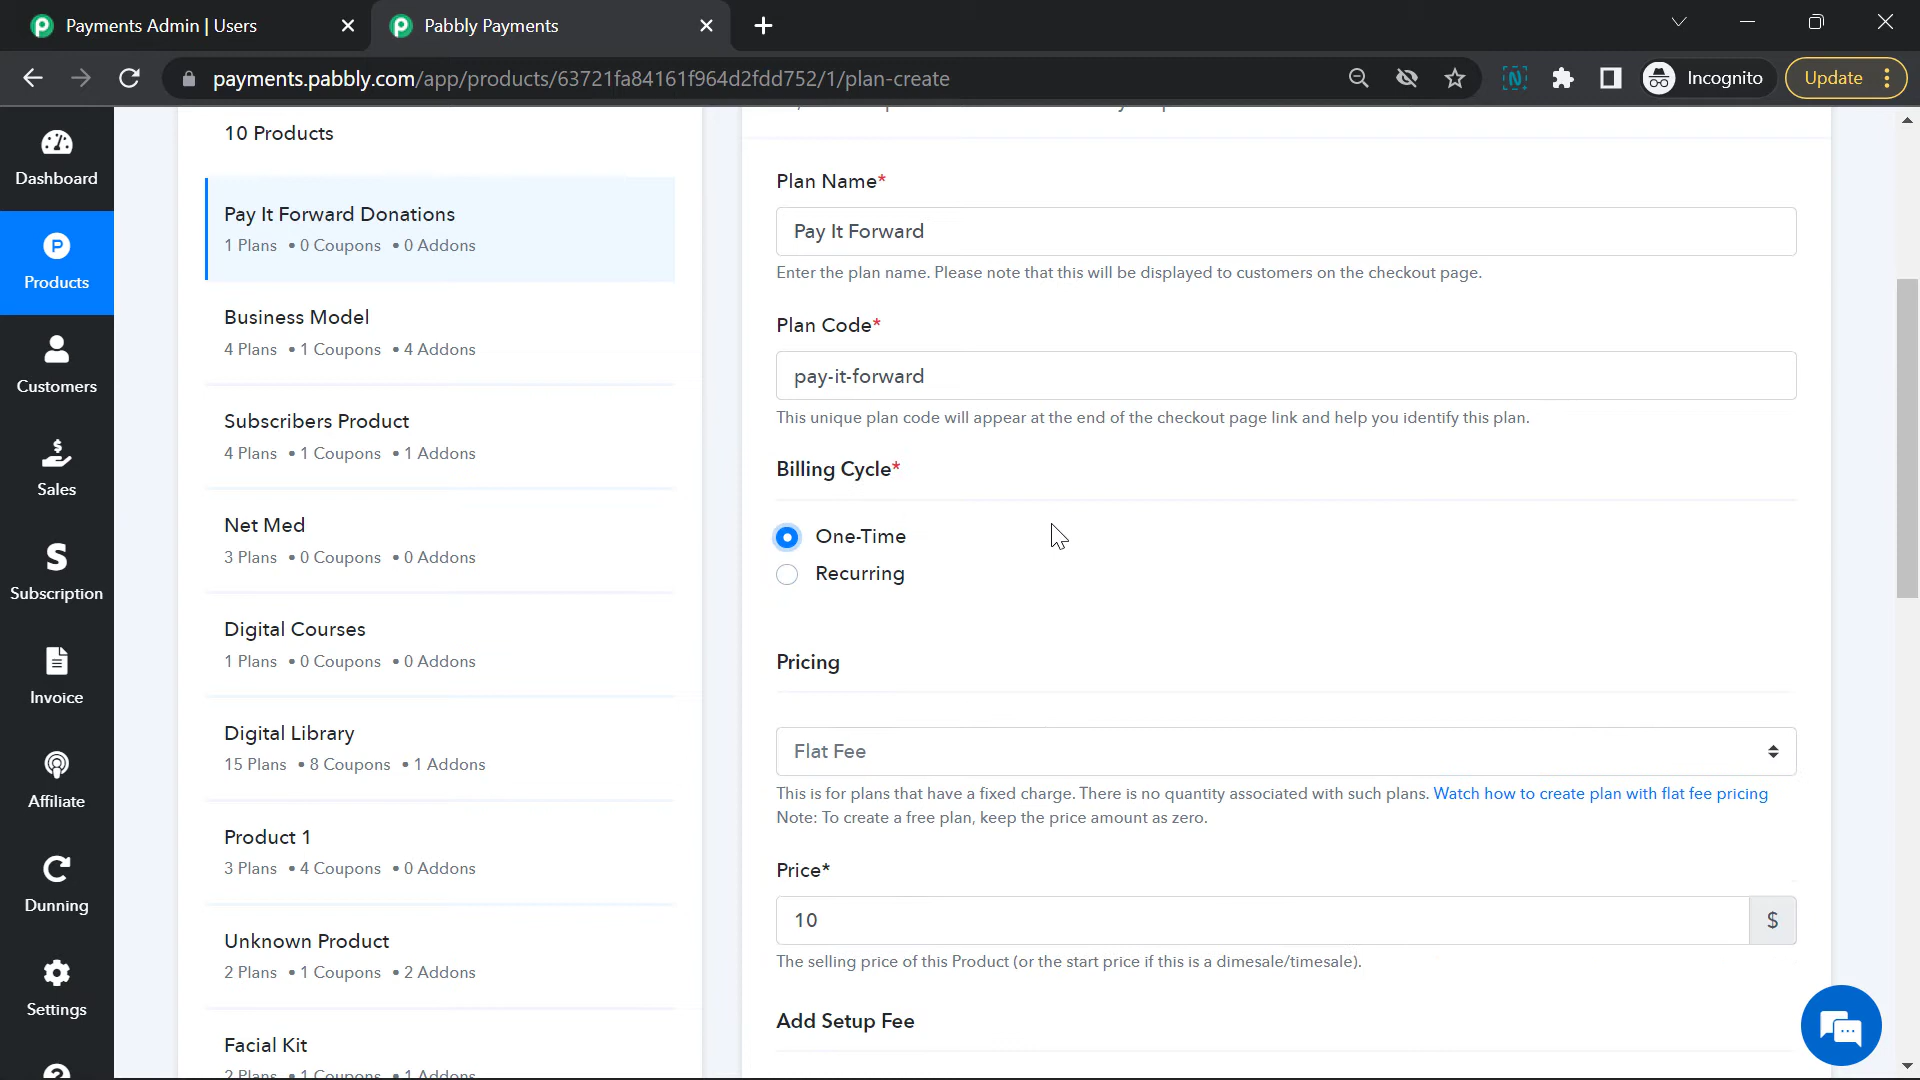 Payments Admin | Users
Pabbly Payments
payments.pabbly.com/app/products/63721fa84161f964d2fdd752/1/plan-create
Incognito
Update
Dashboard
Products
Customers
Sales
Subscription
Invoice
Affiliate
Dunning
Settings
10 Products
Pay It Forward Donations
1 Plans • 0 Coupons • 0 Addons
Business Model
4 Plans • 1 Coupons • 4 Addons
Subscribers Product
4 Plans • 1 Coupons • 1 Addons
Net Med
3 Plans • 0 Coupons • 0 Addons
Digital Courses
1 Plans • 0 Coupons • 0 Addons
Digital Library
15 Plans • 8 Coupons • 1 Addons
Product 1
3 Plans • 4 Coupons • 0 Addons
Unknown Product
2 Plans • 1 Coupons • 2 Addons
Facial Kit
2 Plans • 1 Coupons • 1 Addons
Plan Name*
Pay It Forward
Enter the plan name. Please note that this will be displayed to customers on the checkout page.
Plan Code*
pay-it-forward
This unique plan code will appear at the end of the checkout page link and help you identify this plan.
Billing Cycle*
One-Time
Recurring
Pricing
Flat Fee
This is for plans that have a fixed charge. There is no quantity associated with such plans. Watch how to create plan with flat fee pricing
Note: To create a free plan, keep the price amount as zero.
Price*
10
$
The selling price of this Product (or the start price if this is a dimesale/timesale).
Add Setup Fee